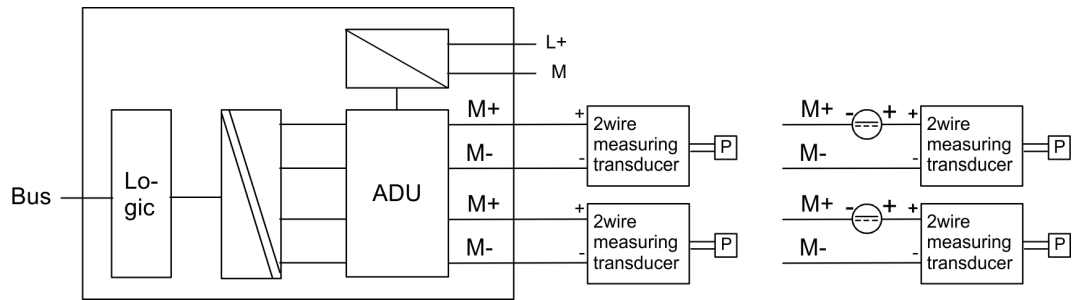 L+
M
Bus
Lo-
gic
ADU
M+
M-
M+
M-
+
-
2wire
measuring
transducer
P
+
-
2wire
measuring
transducer
P
M+
- +
+
M-
-
2wire
measuring
transducer
P
M+
- +
+
M-
-
2wire
measuring
transducer
P